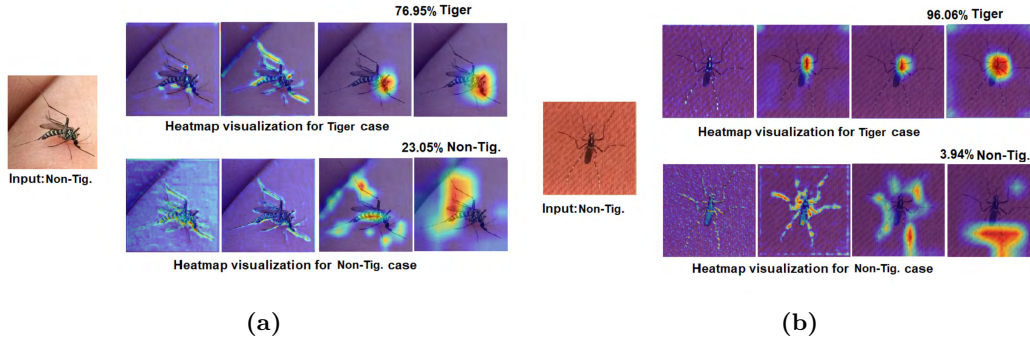 76.95% Tiger
Heatmap visualization for Tiger case
Input:Non-Tig.
23.05% Non-Tig.
Heatmap visualization for Non-Tig. case
(a)
96.06% Tiger
Heatmap visualization for Tiger case
Input:Non-Tig.
3.94% Non-Tig.
Heatmap visualization for Non-Tig. case
(b)